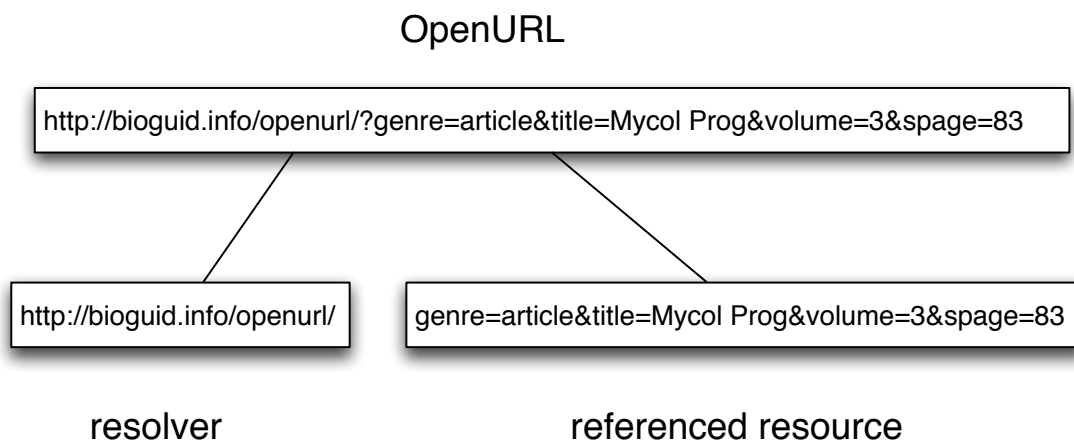 OpenURL
http://bioguid.info/openurl/?genre=article&title=Mycol Prog&volume=3&spage=83
http://bioguid.info/openurl/
genre=article&title=Mycol Prog&volume=3&spage=83
resolver
referenced resource